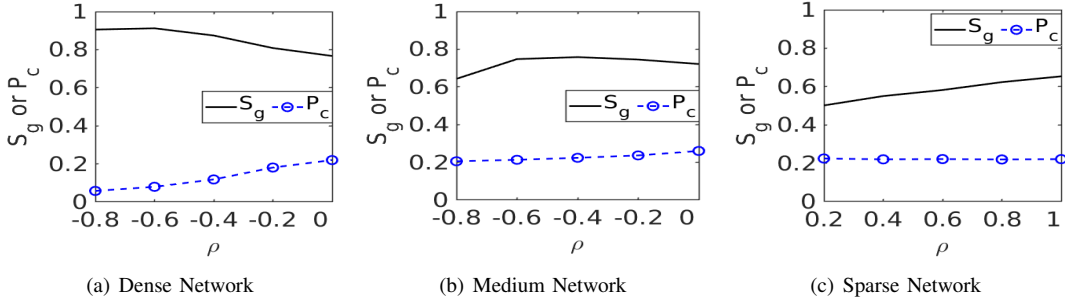 1
0.8
0.6
0.4
0.2
0
S_g or P_c
S_g P_c
-0.8 -0.6 -0.4 -0.2 0
ρ
(a) Dense Network
1
0.8
0.6
0.4
0.2
0
S_g or P_c
S_g P_c
-0.8 -0.6 -0.4 -0.2 0
ρ
(b) Medium Network
1
0.8
0.6
0.4
0.2
0
S_g or P_c
S_g P_c
0.2 0.4 0.6 0.8 1
ρ
(c) Sparse Network